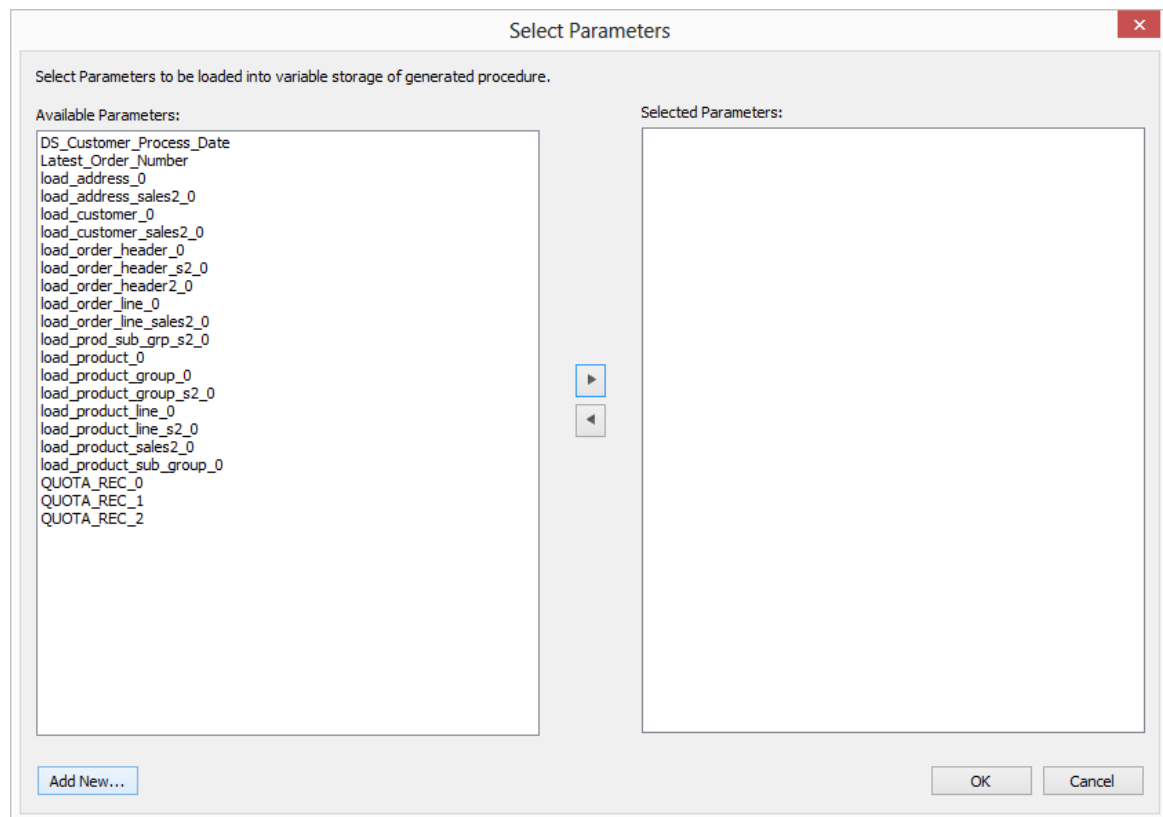 Select Parameters
Select Parameters to be loaded into variable storage of generated procedure.
Available Parameters:
DS_Customer_Process_Date
Latest_Order_Number
load_address_0
load_address_sales2_0
load_customer_0
load_customer_sales2_0
load_order_header_0
load_order_header_s2_0
load_order_header2_0
load_order_line_0
load_order_line_sales2_0
load_prod_sub_grp_s2_0
load_product_0
load_product_group_0
load_product_group_s2_0
load_product_line_0
load_product_line_s2_0
load_product_sales2_0
load_product_sub_group_0
QUOTA_REC_0
QUOTA_REC_1
QUOTA_REC_2
Selected Parameters:
Add New...
OK
Cancel